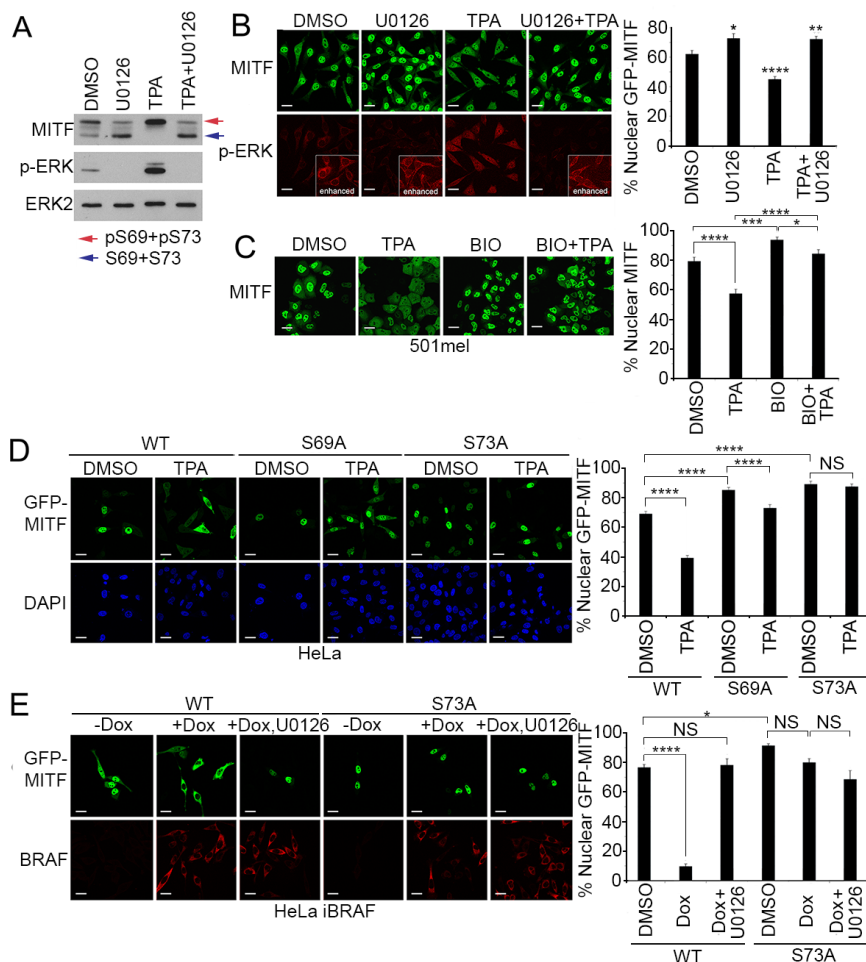 A
DMSO
U0126
TPA
TPA+U0126
MITF
p-ERK
ERK2
pS69+pS73
S69+S73
B
DMSO U0126 TPA U0126+TPA
MITF
p-ERK
enhanced enhanced enhanced
% Nuclear GFP-MITF
80
60
40
20
0
* **** **
DMSO
U0126
TPA
TPA+
U0126
C
DMSO TPA BIO BIO+TPA
MITF
501mel
% Nuclear MITF
100
80
60
40
20
0
****
*** *
****
DMSO
TPA
BIO
BIO+
TPA
D
WT S69A S73A
DMSO TPA DMSO TPA DMSO TPA
GFP-
MITF
DAPI
HeLa
% Nuclear GFP-MITF
100
80
60
40
20
0
****
**** **** NS
****
DMSO
TPA
DMSO
TPA
DMSO
TPA
WT S69A S73A
E
WT S73A
-Dox +Dox +Dox,U0126 -Dox +Dox +Dox,U0126
GFP-
MITF
BRAF
HeLa iBRAF
% Nuclear GFP-MITF
100
80
60
40
20
0
*
NS NS NS
****
DMSO
Dox
Dox+
U0126
DMSO
Dox
Dox+
U0126
WT S73A